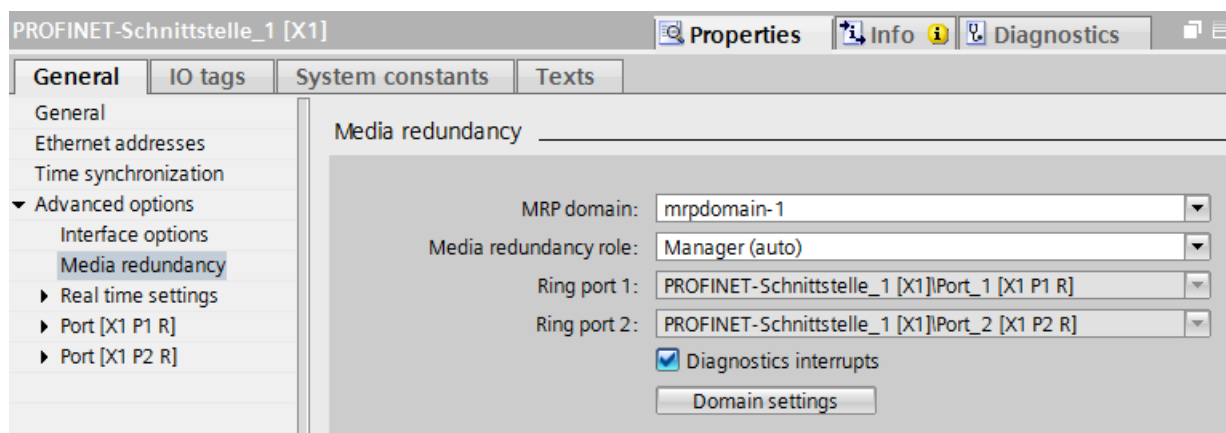 PROFINET-Schnittstelle_1 [X1]
Properties
Info
Diagnostics
General
IO tags
System constants
Texts
General
Ethernet addresses
Time synchronization
Advanced options
Interface options
Media redundancy
Real time settings
Port [X1 P1 R]
Port [X1 P2 R]
Media redundancy
MRP domain: mrpdomain-1
Media redundancy role: Manager (auto)
Ring port 1: PROFINET-Schnittstelle_1 [X1]\Port_1 [X1 P1 R]
Ring port 2: PROFINET-Schnittstelle_1 [X1]\Port_2 [X1 P2 R]
Diagnostics interrupts
Domain settings